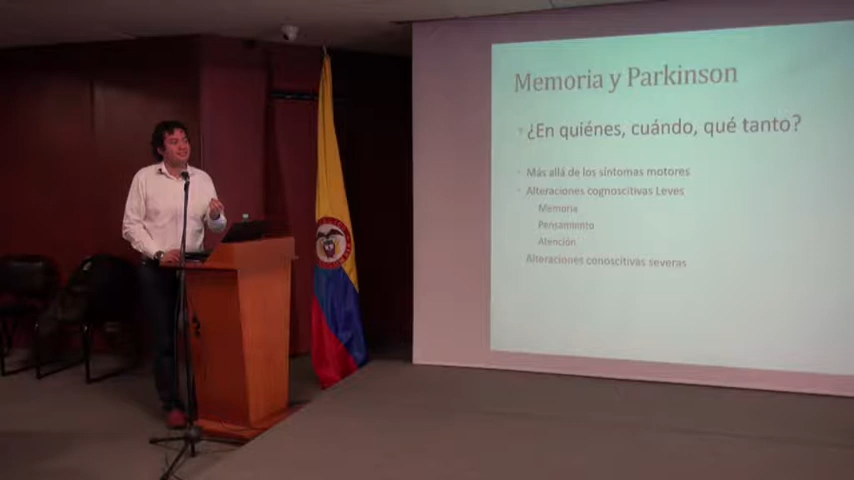 Memoria y Parkinson
¿En quiénes, cuándo, qué tanto?
Más allá de los síntomas motores
Alteraciones cognoscitivas Leves
Memoria
Pensamiento
Atención
Alteraciones conoscitivas severas